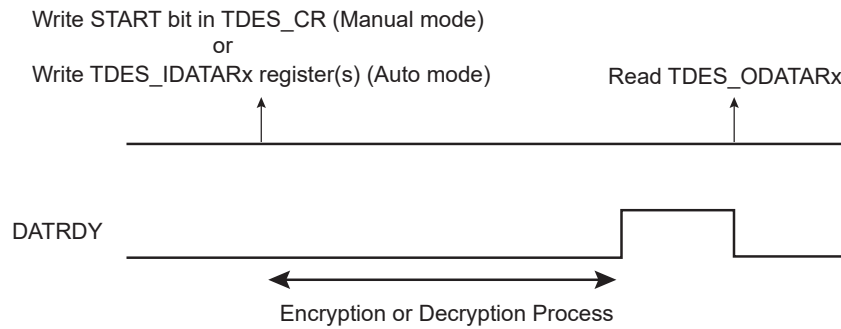 Write START bit in TDES_CR (Manual mode)
or
Write TDES_IDATARx register(s) (Auto mode)
Read TDES_ODATARx
DATRDY
Encryption or Decryption Process